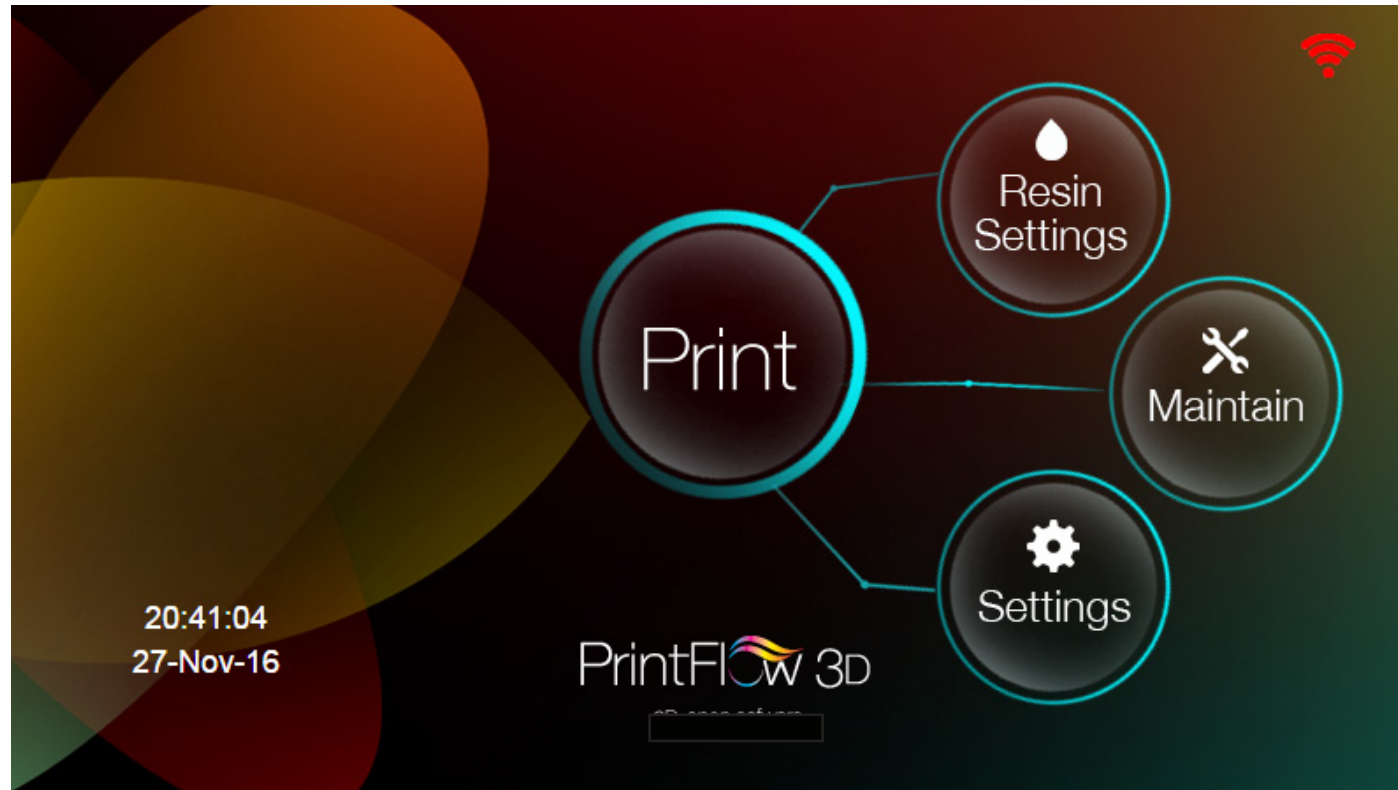 Resin
Settings
Print
Maintain
Settings
20:41:04
27-Nov-16
PrintFlow 3D